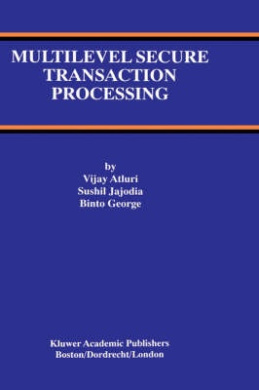 MULTILEVEL SECURE
TRANSACTION
PROCESSING
by
Vijay Atluri
Sushil Jajodia
Binto George
Kluwer Academic Publishers
Boston/Dordrecht/London